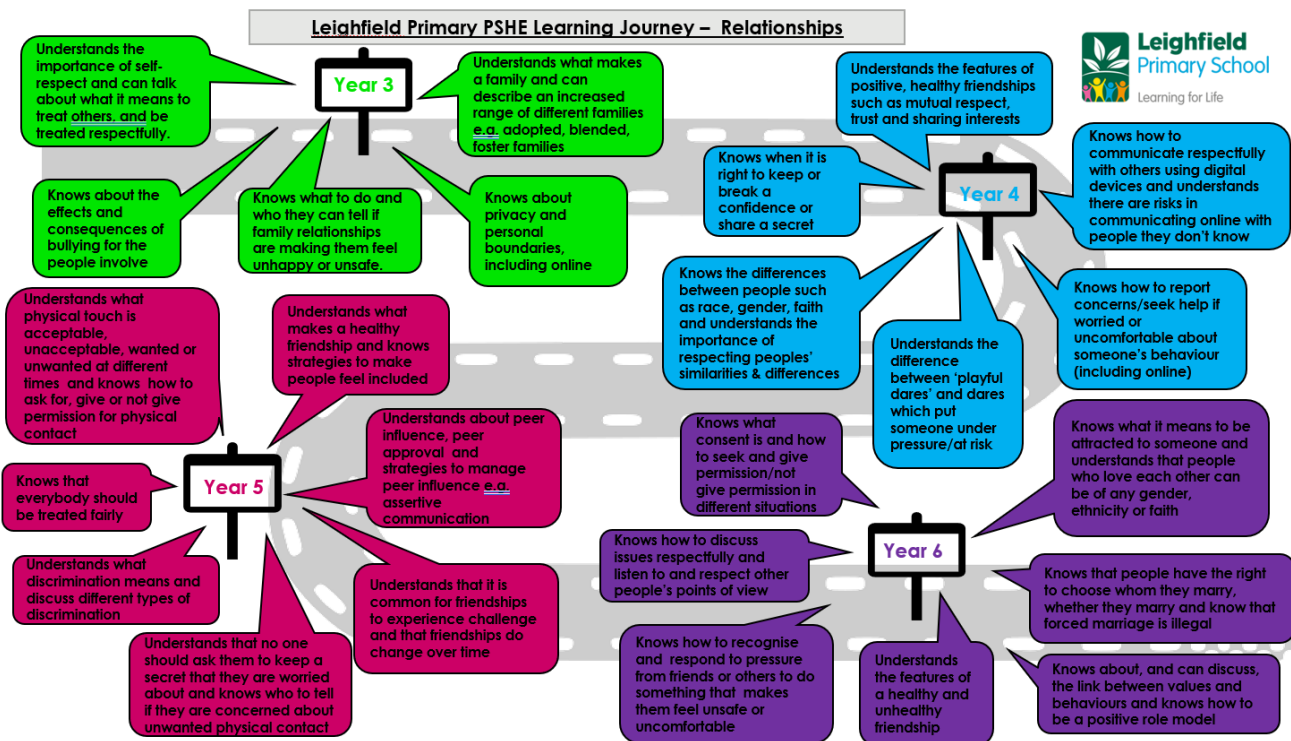 Leighfield Primary PSHE Learning Journey – Relationships
Leighfield
Primary School
Learning for Life
Year 3
Understands the
importance of self-
respect and can talk
about what it means to
treat others, and be
treated respectfully.
Understands what makes
a family and can
describe an increased
range of different families
e.g. adopted, blended,
foster families
Knows about the
effects and
consequences of
bullying for the
people involve
Knows what to do and
who they can tell if
family relationships
are making them feel
unhappy or unsafe.
Knows about
privacy and
personal
boundaries,
including online
Year 4
Understands the features of
positive, healthy friendships
such as mutual respect,
trust and sharing interests
Knows when it is
right to keep or
break a
confidence or
share a secret
Knows how to
communicate respectfully
with others using digital
devices and understands
there are risks in
communicating online with
people they don't know
Knows the differences
between people such
as race, gender, faith
and understands the
importance of
respecting peoples'
similarities & differences
Understands the
difference
between 'playful
dares' and dares
which put
someone under
pressure/at risk
Knows how to report
concerns/seek help if
worried or
uncomfortable about
someone's behaviour
(including online)
Year 5
Understands what
physical touch is
acceptable,
unacceptable, wanted or
unwanted at different
times and knows how to
ask for, give or not give
permission for physical
contact
Understands what
makes a healthy
friendship and knows
strategies to make
people feel included
Understands about peer
influence, peer
approval and
strategies to manage
peer influence e.g.
assertive
communication
Knows that
everybody should
be treated fairly
Understands what
discrimination means and
discuss different types of
discrimination
Understands that no one
should ask them to keep a
secret that they are worried
about and knows who to tell
if they are concerned about
unwanted physical contact
Understands that it is
common for friendships
to experience challenge
and that friendships do
change over time
Year 6
Knows what
consent is and how
to seek and give
permission/not
give permission in
different situations
Knows what it means to be
attracted to someone and
understands that people
who love each other can
be of any gender,
ethnicity or faith
Knows how to discuss
issues respectfully and
listen to and respect other
people's points of view
Knows that people have the right
to choose whom they marry,
whether they marry and know that
forced marriage is illegal
Knows how to recognise
and respond to pressure
from friends or others to do
something that makes
them feel unsafe or
uncomfortable
Understands
the features of
a healthy and
unhealthy
friendship
Knows about, and can discuss,
the link between values and
behaviours and knows how to
be a positive role model